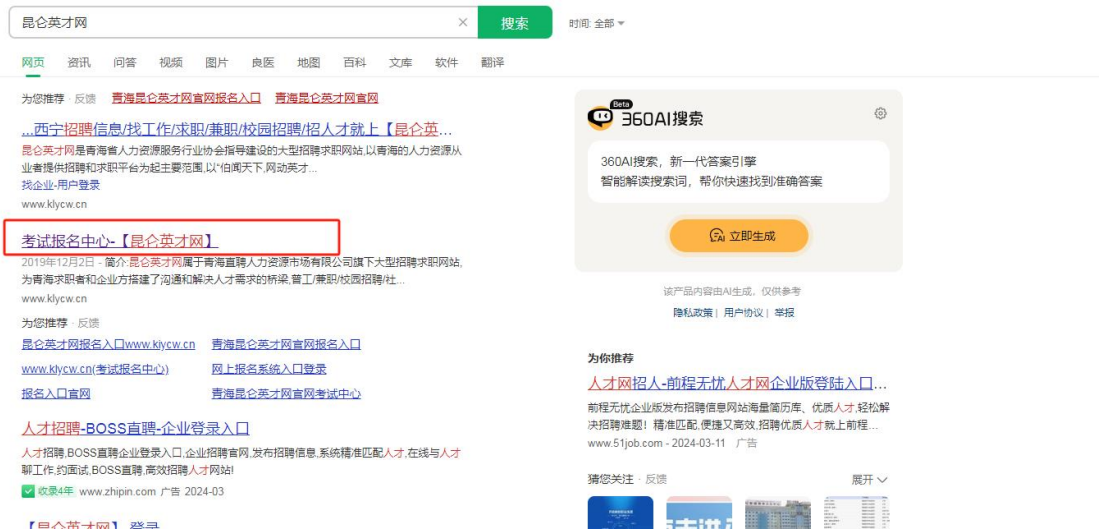 昆仑英才网 × 搜索 时间: 全部
网页 资讯 问答 视频 图片 良医 地图 百科 文库 软件 翻译
为您推荐 · 反馈 青海昆仑英才网官网报名入口 青海昆仑英才网官网
...西宁招聘信息/找工作/求职/兼职/校园招聘/招人才就上【昆仑英...
昆仑英才网是青海省人力资源服务行业协会指导建设的大型招聘求职网站,以青海的人力资源从
业者提供招聘和求职平台为起主要范围,以“伯闻天下,网动英才...
找企业-用户登录
www.klycw.cn
考试报名中心-【昆仑英才网】
2019年12月2日 - 简介:昆仑英才网属于青海直聘人力资源市场有限公司旗下大型招聘求职网站,
为青海求职者和企业方搭建了沟通和解决人才需求的桥梁,普工/兼职/校园招聘/社...
www.klycw.cn
为您推荐 · 反馈
昆仑英才网报名入口www.kiycw.cn 青海昆仑英才网官网报名入口
www.klycw.cn(考试报名中心) 网上报名系统入口登录
报名入口官网 青海昆仑英才网官网考试中心
人才招聘-BOSS直聘-企业登录入口
人才招聘,BOSS直聘企业登录入口,企业招聘官网,发布招聘信息,系统精准匹配人才,在线与人才
聊工作,约面试,BOSS直聘,高效招聘人才网站!
收录4年 www.zhipin.com 广告 2024-03
【昆仑英才网】 登录
Beta
360AI搜索
360AI搜索，新一代答案引擎
智能解读搜索词，帮你快速找到准确答案
AI 立即生成
该产品内容由AI生成，仅供参考
隐私政策 | 用户协议 | 举报
为你推荐
人才网招人-前程无忧人才网企业版登陆入口...
前程无忧企业版发布招聘信息网站海量简历库、优质人才,轻松解
决招聘难题！精准匹配,便捷又高效,招聘优质人才就上前程...
www.51job.com - 2024-03-11 广告
猜您关注 · 反馈 展开